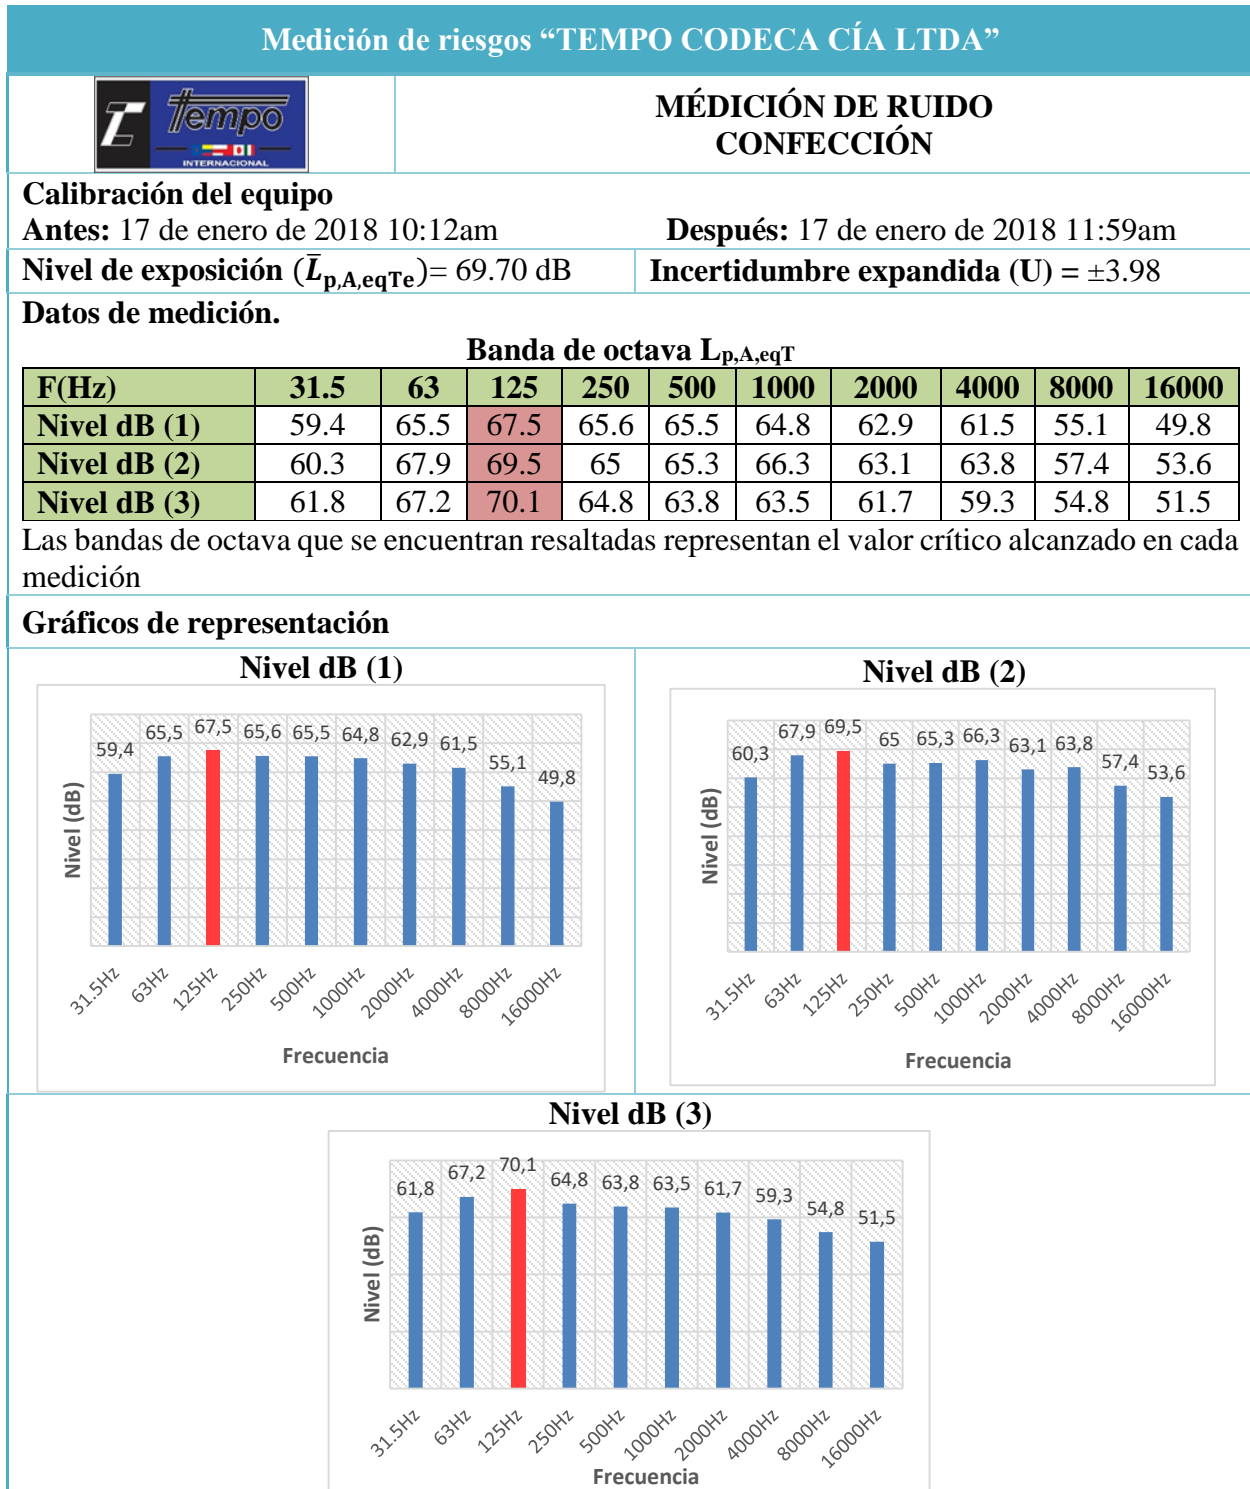 Medición de riesgos “TEMPO CODECA CÍA LTDA”
Tempo
INTERNACIONAL
MÉDICIÓN DE RUIDO
CONFECCIÓN
Calibración del equipo
Antes: 17 de enero de 2018 10:12am Después: 17 de enero de 2018 11:59am
Nivel de exposición (L̄p,A,eqTe)= 69.70 dB Incertidumbre expandida (U) = ±3.98
Datos de medición.
Banda de octava Lp,A,eqT
F(Hz) 31.5 63 125 250 500 1000 2000 4000 8000 16000
Nivel dB (1) 59.4 65.5 67.5 65.6 65.5 64.8 62.9 61.5 55.1 49.8
Nivel dB (2) 60.3 67.9 69.5 65 65.3 66.3 63.1 63.8 57.4 53.6
Nivel dB (3) 61.8 67.2 70.1 64.8 63.8 63.5 61.7 59.3 54.8 51.5
Las bandas de octava que se encuentran resaltadas representan el valor crítico alcanzado en cada
medición
Gráficos de representación
Nivel dB (1)
59,4 65,5 67,5 65,6 65,5 64,8 62,9 61,5 55,1 49,8
Nivel (dB)
31.5Hz 63Hz 125Hz 250Hz 500Hz 1000Hz 2000Hz 4000Hz 8000Hz 16000Hz
Frecuencia
Nivel dB (2)
60,3 67,9 69,5 65 65,3 66,3 63,1 63,8 57,4 53,6
Nivel (dB)
31.5Hz 63Hz 125Hz 250Hz 500Hz 1000Hz 2000Hz 4000Hz 8000Hz 16000Hz
Frecuencia
Nivel dB (3)
61,8 67,2 70,1 64,8 63,8 63,5 61,7 59,3 54,8 51,5
Nivel (dB)
31.5Hz 63Hz 125Hz 250Hz 500Hz 1000Hz 2000Hz 4000Hz 8000Hz 16000Hz
Frecuencia